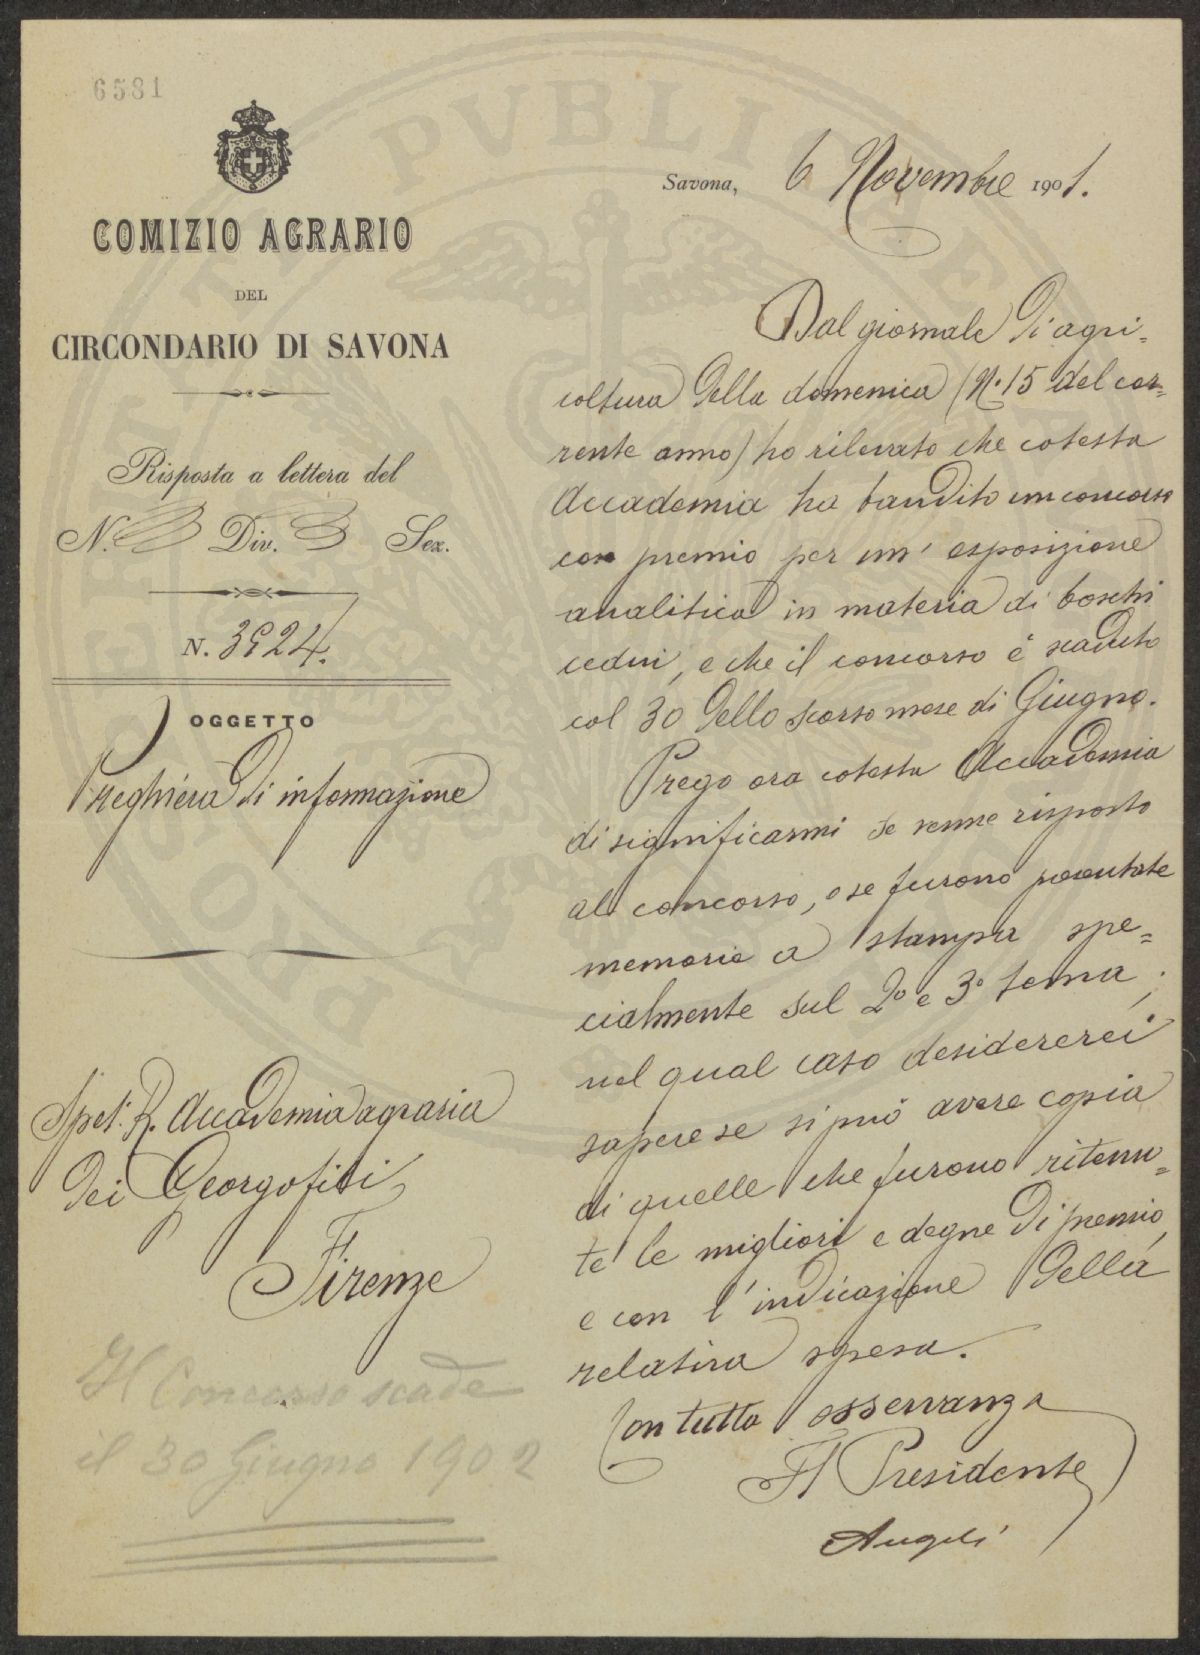 6581
COMIZIO AGRARIO
DEL
CIRCONDARIO DI SAVONA
Risposta a lettera del
N. Div. Sez.
N. 3924.
OGGETTO
Preghiera di informazione
Spet. R. Accademia agraria
dei Georgofili
Firenze
Il Concorso scade
il 30 Giugno 1902
Savona, 6 Novembre 1901.
Dal giornale di agri-
coltura della domenica (N. 15 del cor-
rente anno) ho rilevato che cotesta
Accademia ha bandito un concorso
con premio per un' esposizione
analitica in materia di boschi
cedui, e che il concorso è scaduto
col 30 dello scorso mese di Giugno.
Prego ora cotesta Accademia
di significarmi se venne risposto
al concorso, o se furono presentate
memorie a stampa spe=
cialmente sul 2º e 3º tema;
nel qual caso desidererei
sapere se si può avere copia
di quelle che furono ritenu=
te le migliori e degne di premio,
e con l'indicazione della
relativa spesa.
Con tutta osservanza
Il Presidente
Angeli